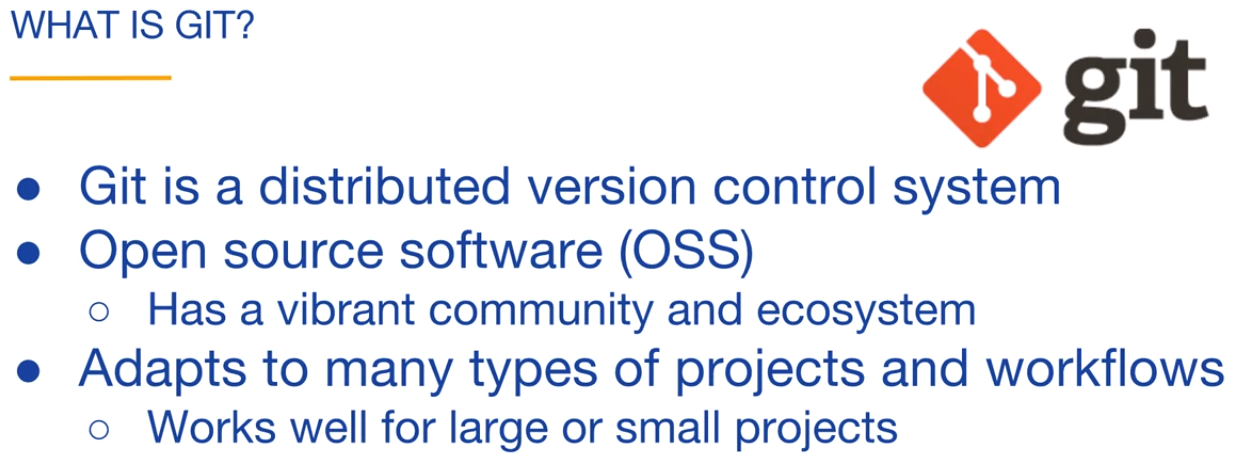 WHAT IS GIT?
git
● Git is a distributed version control system
● Open source software (OSS)
○ Has a vibrant community and ecosystem
● Adapts to many types of projects and workflows
○ Works well for large or small projects